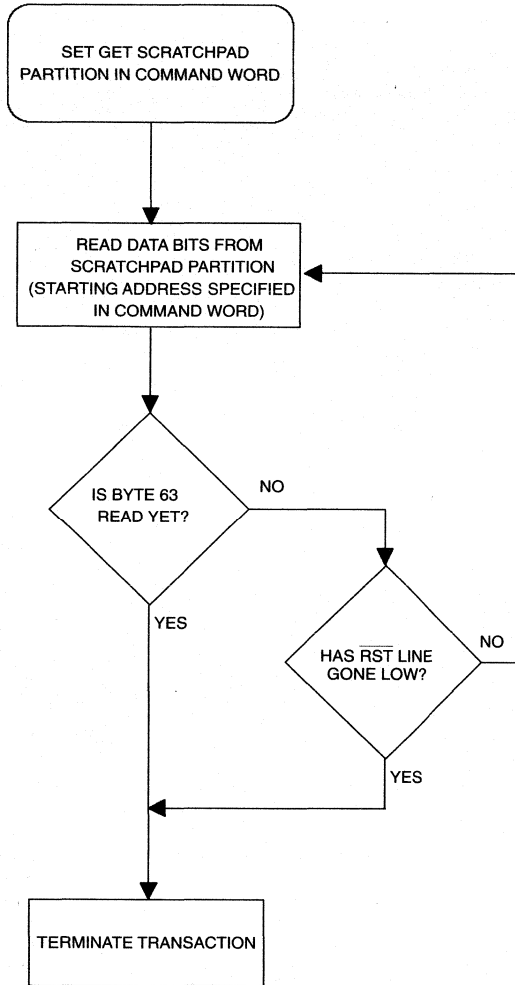 SET GET SCRATCHPAD
PARTITION IN COMMAND WORD
READ DATA BITS FROM
SCRATCHPAD PARTITION
(STARTING ADDRESS SPECIFIED
IN COMMAND WORD)
IS BYTE 63
READ YET?
NO
YES
HAS R̅S̅T̅ LINE
GONE LOW?
NO
YES
TERMINATE TRANSACTION